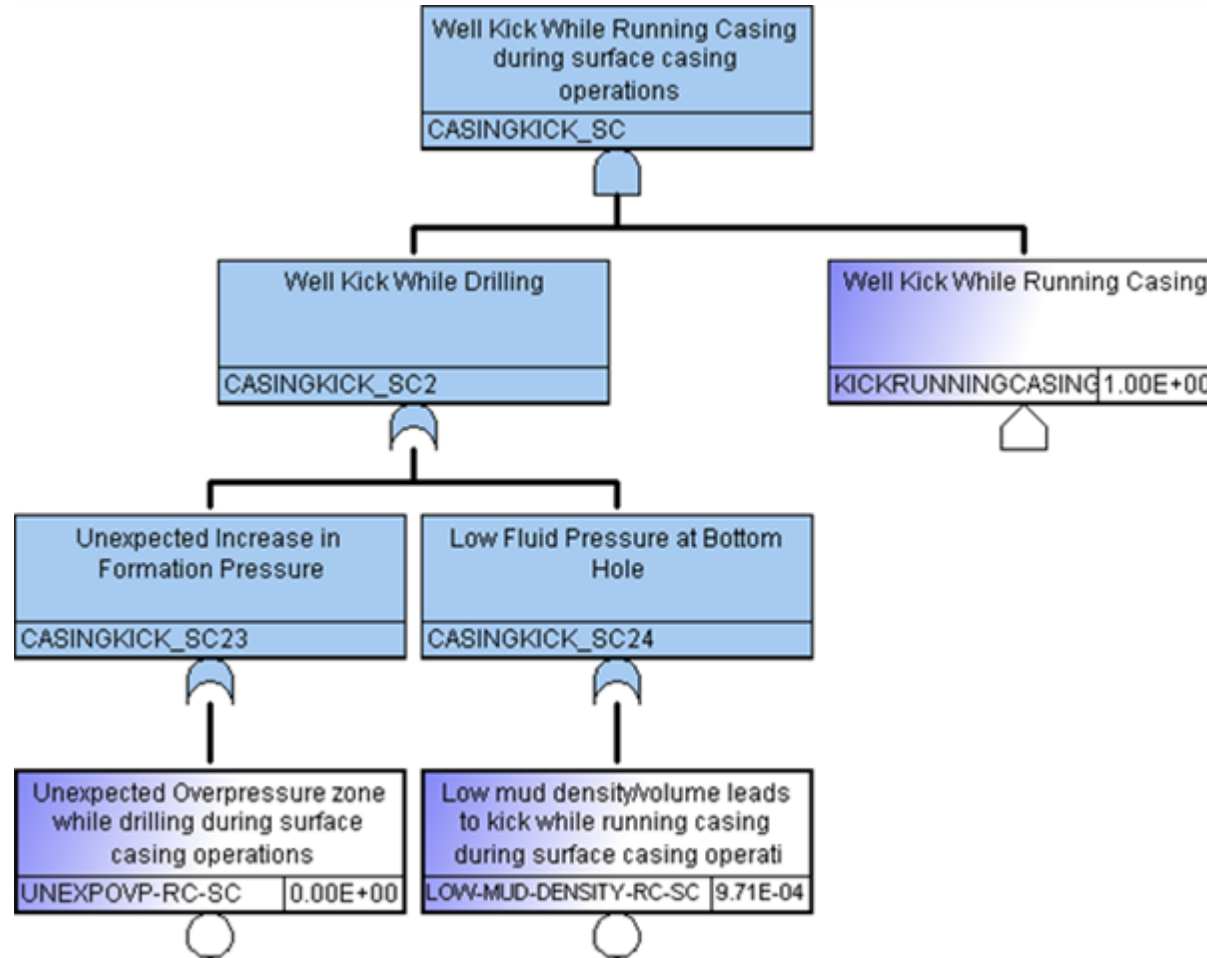 Well Kick While Running Casing
during surface casing
operations
CASINGKICK_SC
Well Kick While Drilling
CASINGKICK_SC2
Well Kick While Running Casing
KICKRUNNINGCASING 1.00E+00
Unexpected Increase in
Formation Pressure
CASINGKICK_SC23
Low Fluid Pressure at Bottom
Hole
CASINGKICK_SC24
Unexpected Overpressure zone
while drilling during surface
casing operations
UNEXPOVP-RC-SC 0.00E+00
Low mud density/volume leads
to kick while running casing
during surface casing operati
LOW-MUD-DENSITY-RC-SC 9.71E-04